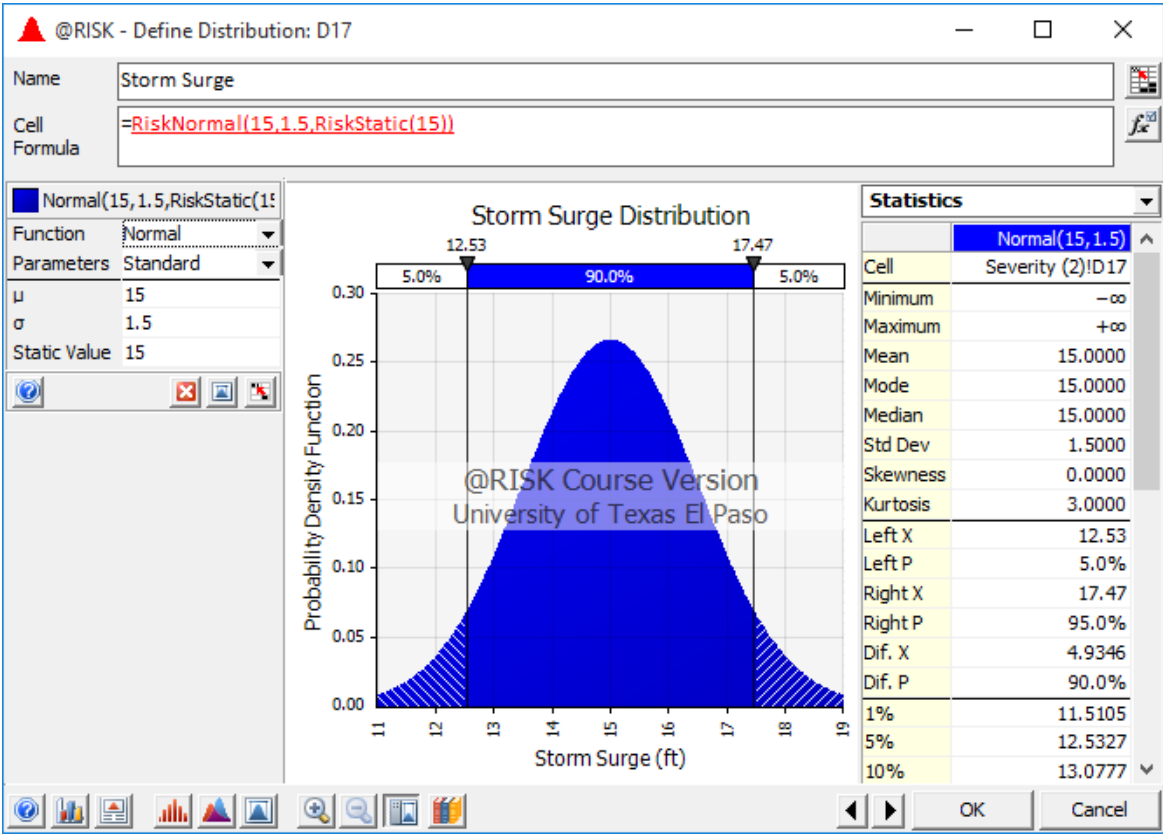 @RISK - Define Distribution: D17
Name
Storm Surge
Cell Formula
=RiskNormal(15,1.5,RiskStatic(15))
Normal(15,1.5,RiskStatic(15
Function Normal
Parameters Standard
μ 15
σ 1.5
Static Value 15
Storm Surge Distribution
12.53 17.47
5.0% 90.0% 5.0%
0.30
0.25
0.20
0.15
0.10
0.05
0.00
Probability Density Function
@RISK Course Version
University of Texas El Paso
11 12 13 14 15 16 17 18 19
Storm Surge (ft)
Statistics
Normal(15,1.5)
Cell Severity (2)!D17
Minimum −∞
Maximum +∞
Mean 15.0000
Mode 15.0000
Median 15.0000
Std Dev 1.5000
Skewness 0.0000
Kurtosis 3.0000
Left X 12.53
Left P 5.0%
Right X 17.47
Right P 95.0%
Dif. X 4.9346
Dif. P 90.0%
1% 11.5105
5% 12.5327
10% 13.0777
OK
Cancel